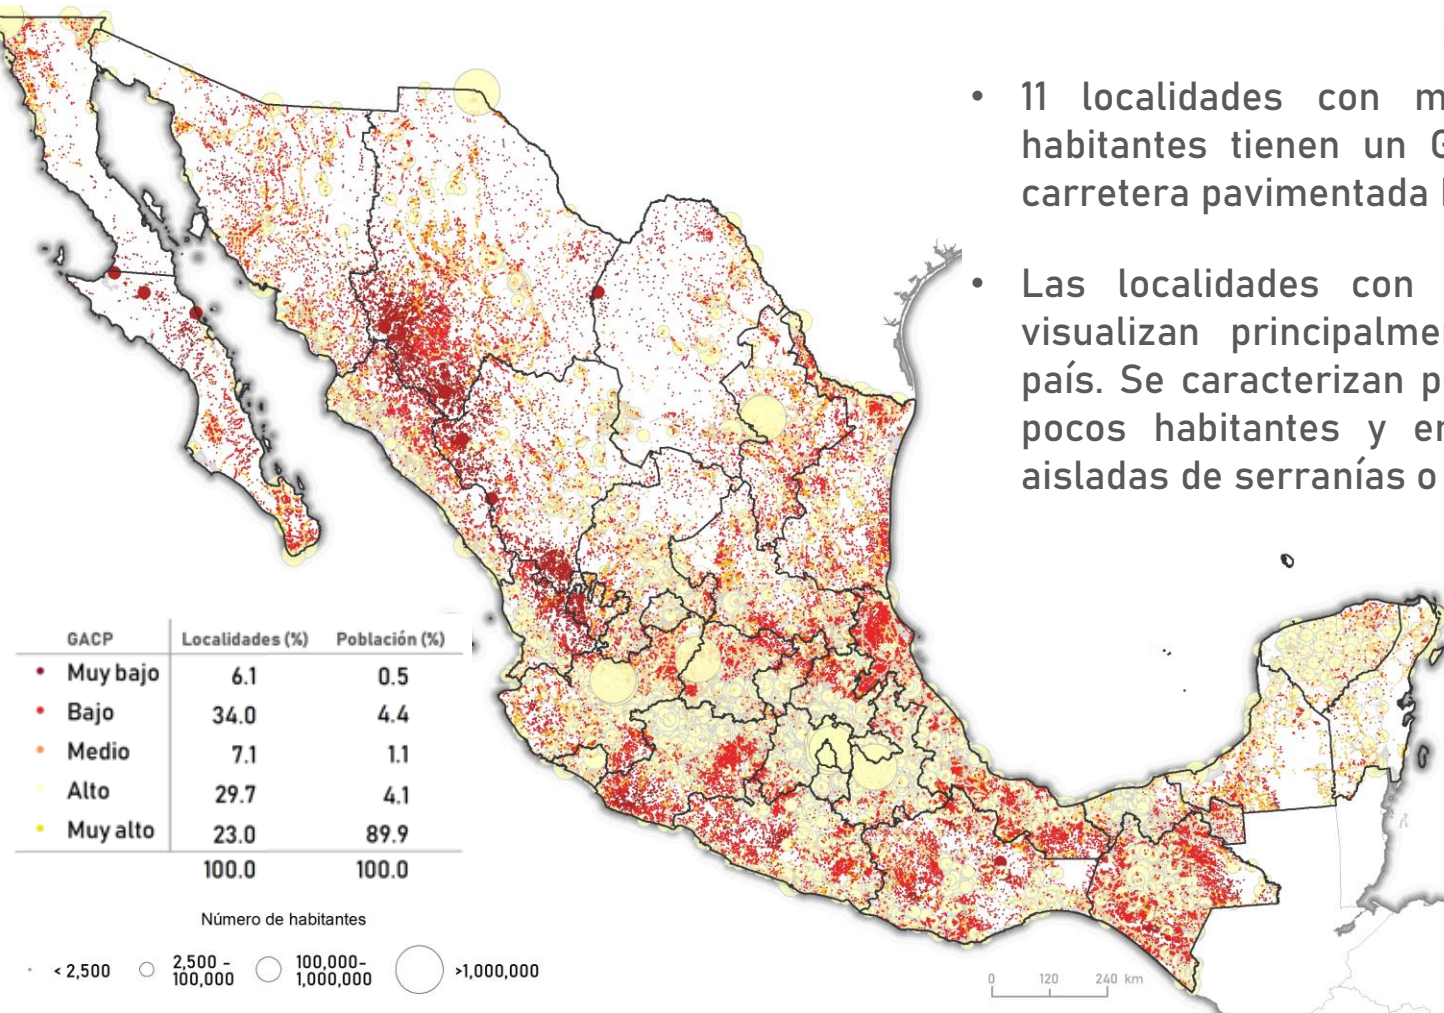 • 11 localidades con m
habitantes tienen un
carretera pavimentada
• Las localidades con
visualizan principalme
país. Se caracterizan p
pocos habitantes y e
aisladas de serranías o
GACP Localidades (%) Población (%)
• Muy bajo 6.1 0.5
• Bajo 34.0 4.4
• Medio 7.1 1.1
• Alto 29.7 4.1
• Muy alto 23.0 89.9
100.0 100.0
Número de habitantes
< 2,500
2,500 -
100,000
100,000-
1,000,000
>1,000,000
0 120 240 km